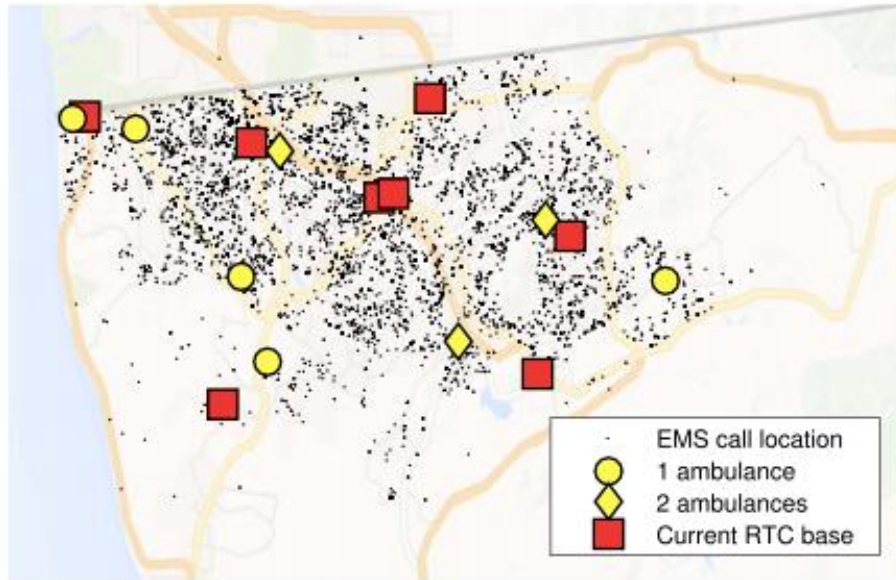 EMS call location
1 ambulance
2 ambulances
Current RTC base